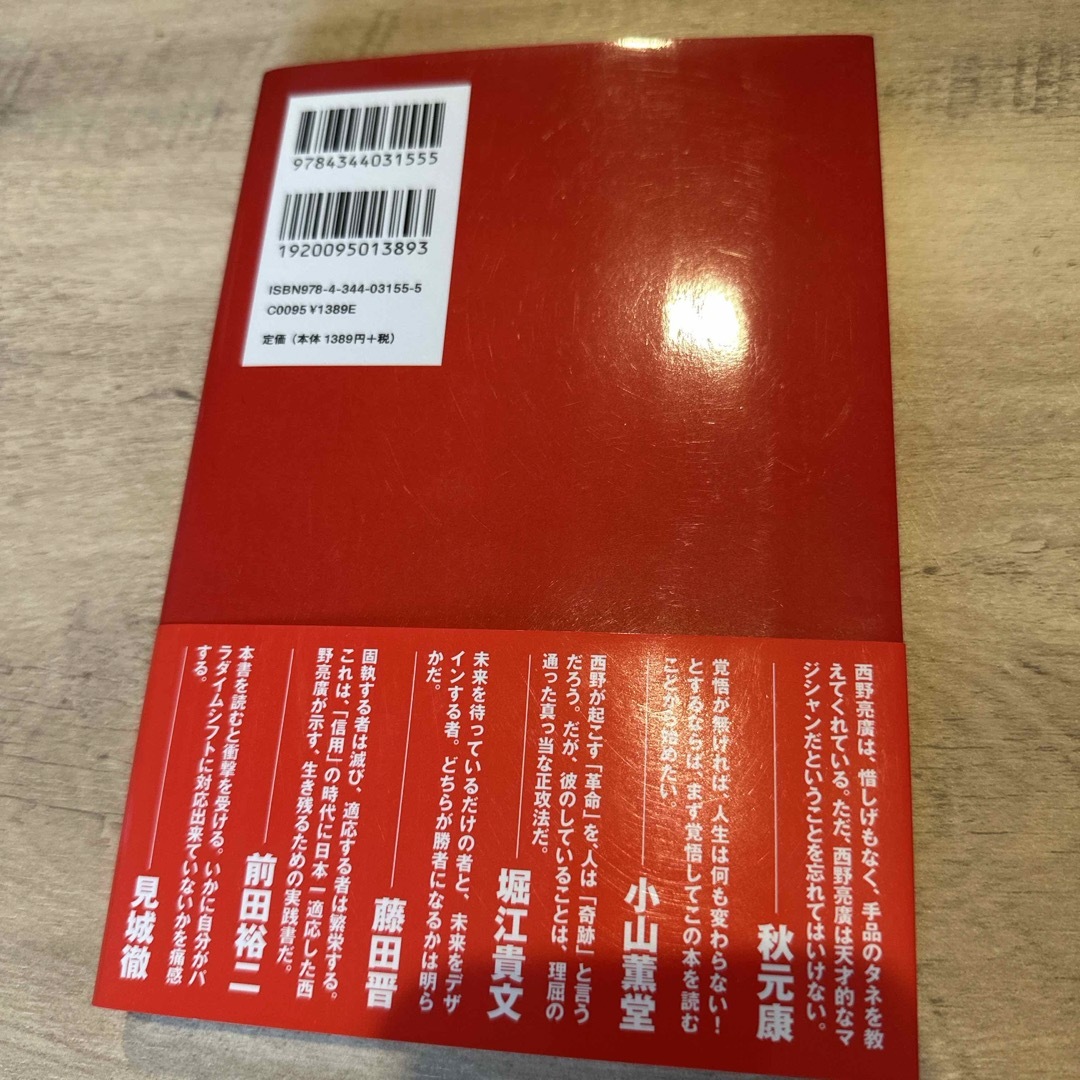 9784344031555
1920095013893
ISBN978-4-344-03155-5
C0095 ¥1389E
定価（本体 1389円＋税）
西野亮廣は、惜しげもなく、手品のタネを教
えてくれている。ただ、西野亮廣は天才的なマ
ジシャンだということを忘れてはいけない。
秋元康
覚悟が無ければ、人生は何も変わらない！
とするならば、まず覚悟してこの本を読む
ことから始めたい。
小山薫堂
西野が起こす「革命」を、人は「奇跡」と言う
だろう。だが、彼のしていることは、理屈の
通った真っ当な正攻法だ。
堀江貴文
未来を待っているだけの者と、未来をデザ
インする者。どちらが勝者になるかは明ら
かだ。
藤田晋
固執する者は滅び、適応する者は繁栄する。
これは、「信用」の時代に日本一適応した西
野亮廣が示す、生き残るための実践書だ。
前田裕二
本書を読むと衝撃を受ける。いかに自分がパ
ラダイムシフトに対応出来ていないかを痛感
する。
見城徹